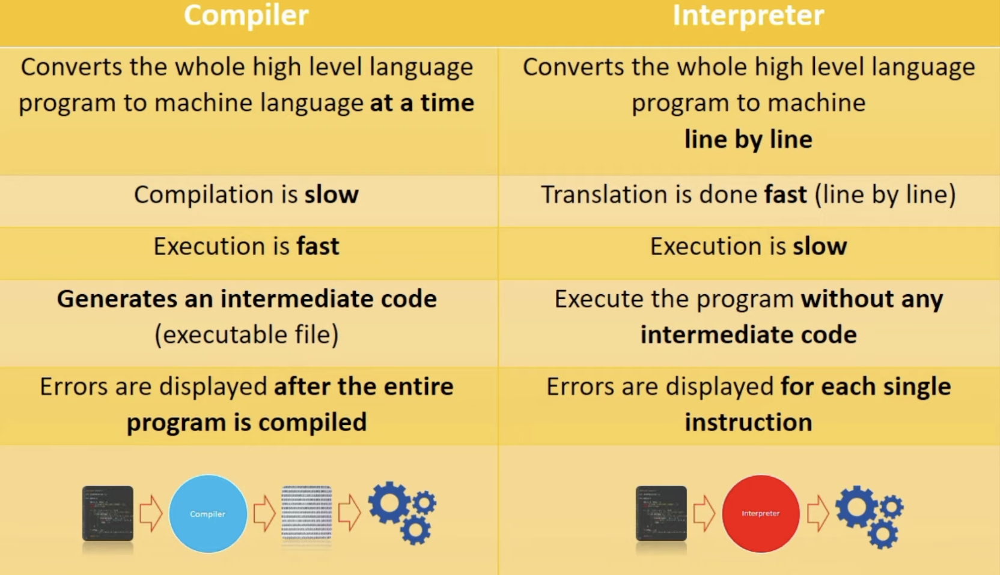 Compiler
Interpreter
Converts the whole high level language
program to machine language at a time
Converts the whole high level language
program to machine
line by line
Compilation is slow
Translation is done fast (line by line)
Execution is fast
Execution is slow
Generates an intermediate code
(executable file)
Execute the program without any
intermediate code
Errors are displayed after the entire
program is compiled
Errors are displayed for each single
instruction
Compiler
Interpreter